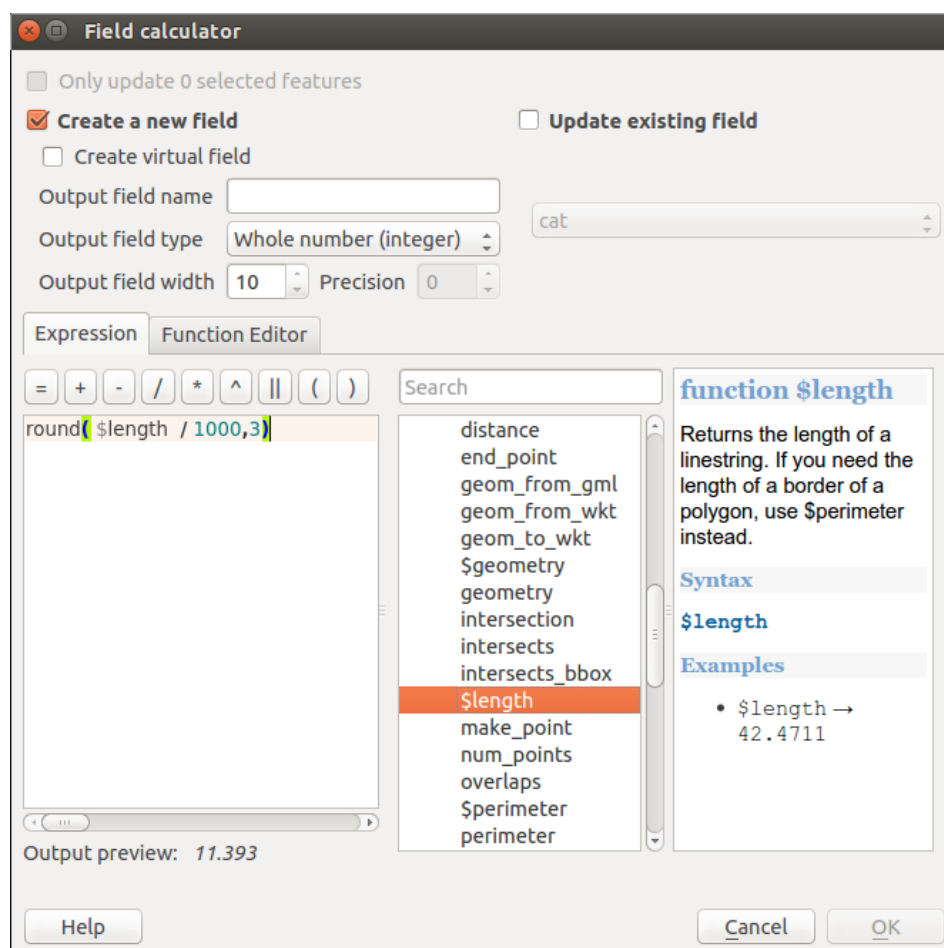 Field calculator
Only update 0 selected features
Create a new field
Update existing field
Create virtual field
Output field name
cat
Output field type Whole number (integer)
Output field width 10 Precision 0
Expression Function Editor
= + - / * ^ || ( )
Search
round( $length / 1000,3)
distance
end_point
geom_from_gml
geom_from_wkt
geom_to_wkt
$geometry
geometry
intersection
intersects
intersects_bbox
$length
make_point
num_points
overlaps
$perimeter
perimeter
function $length
Returns the length of a
linestring. If you need the
length of a border of a
polygon, use $perimeter
instead.
Syntax
$length
Examples
• $length →
42.4711
Output preview: 11.393
Help
Cancel
OK